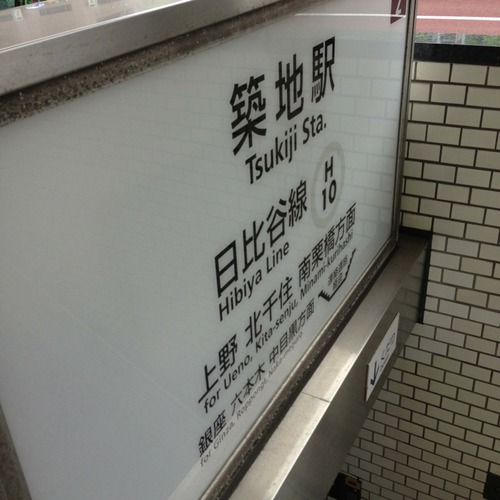 築地駅
Tsukiji Sta.
日比谷線
H
10
Hibiya Line
上野 北千住 南栗橋方面
for Ueno, Kita-senju, Minami-kurihashi
銀座 六本木 中目黒方面
for Ginza, Roppongi, Naka-meguro